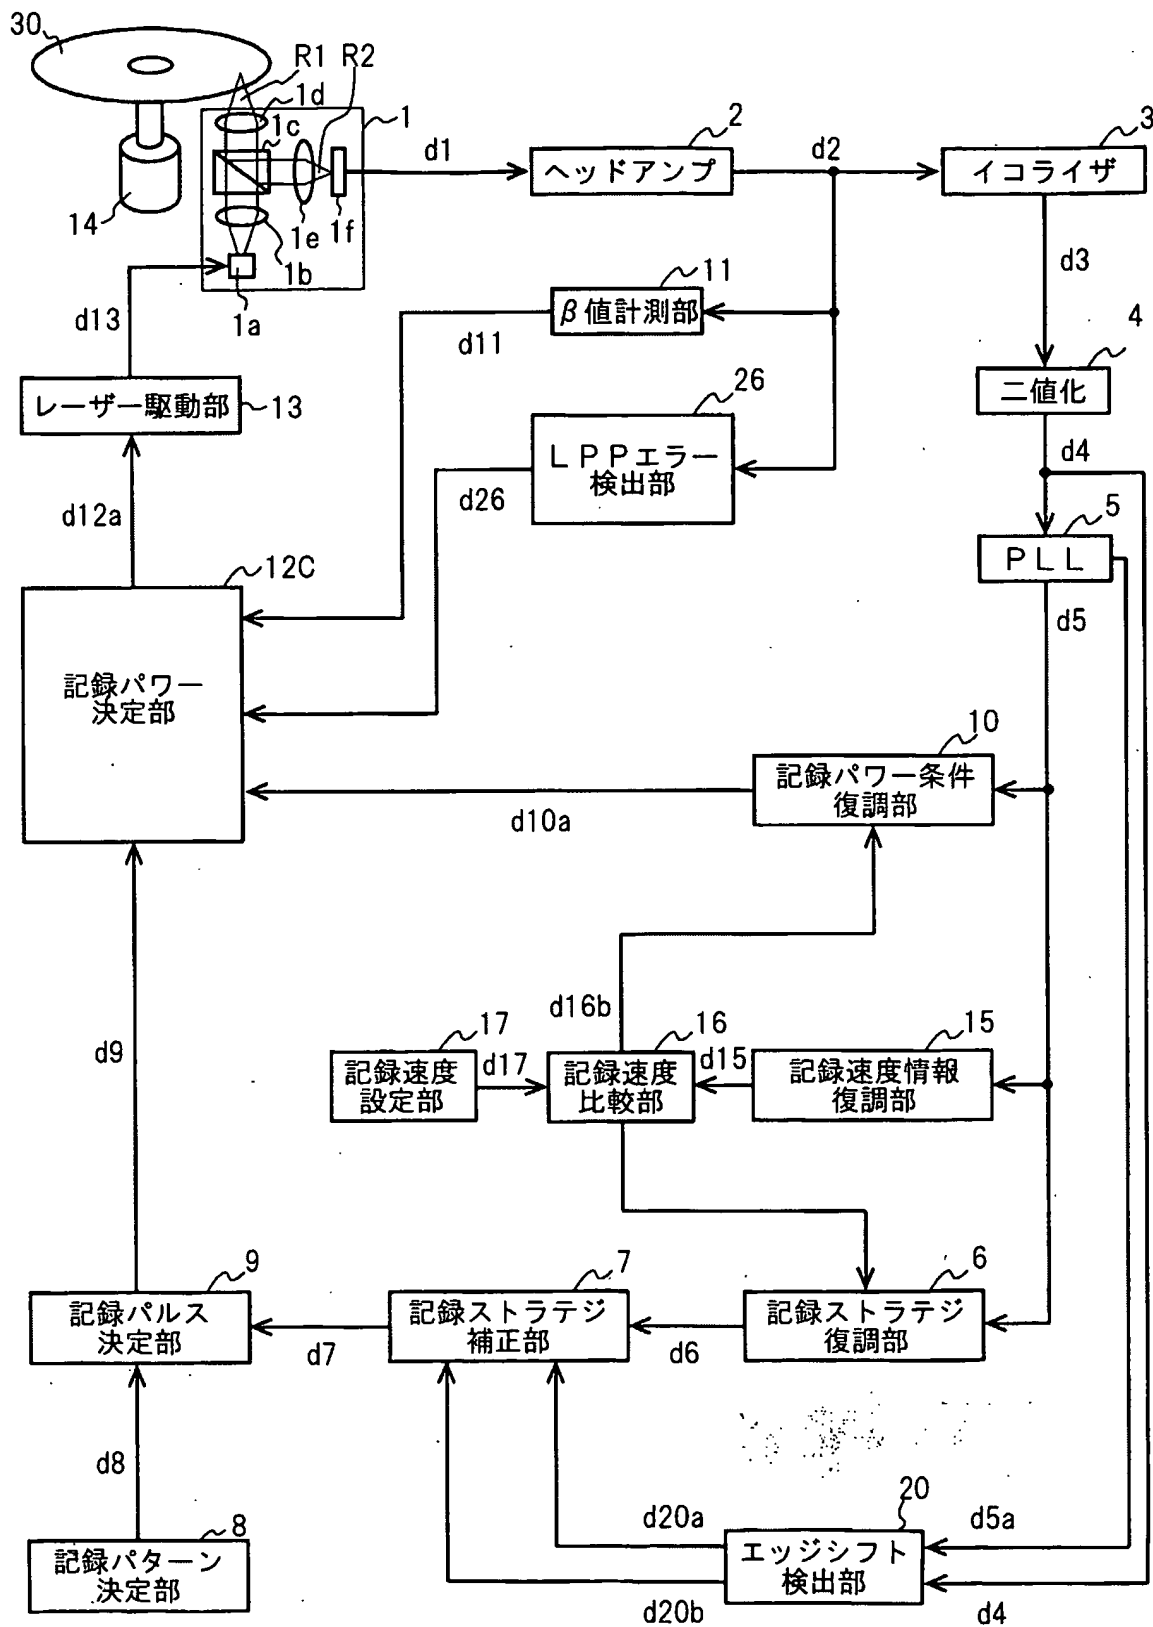 30
R1 R2
1d
1
1c
d1
2
ヘッドアンプ
d2
3
イコライザ
14
1e
1f
1b
1a
d13
d3
11
β値計測部
d11
4
二値化
レーザー駆動部
13
26
LPPエラー
検出部
d26
d4
d12a
5
PLL
12C
d5
記録パワー
決定部
10
記録パワー条件
復調部
d10a
d16b
d9
17
記録速度
設定部
d17
16
記録速度
比較部
d15
15
記録速度情報
復調部
9
記録パルス
決定部
d7
7
記録ストラテジ
補正部
d6
6
記録ストラテジ
復調部
d8
8
記録パターン
決定部
d20a
20
d5a
エッジシフト
検出部
d20b
d4